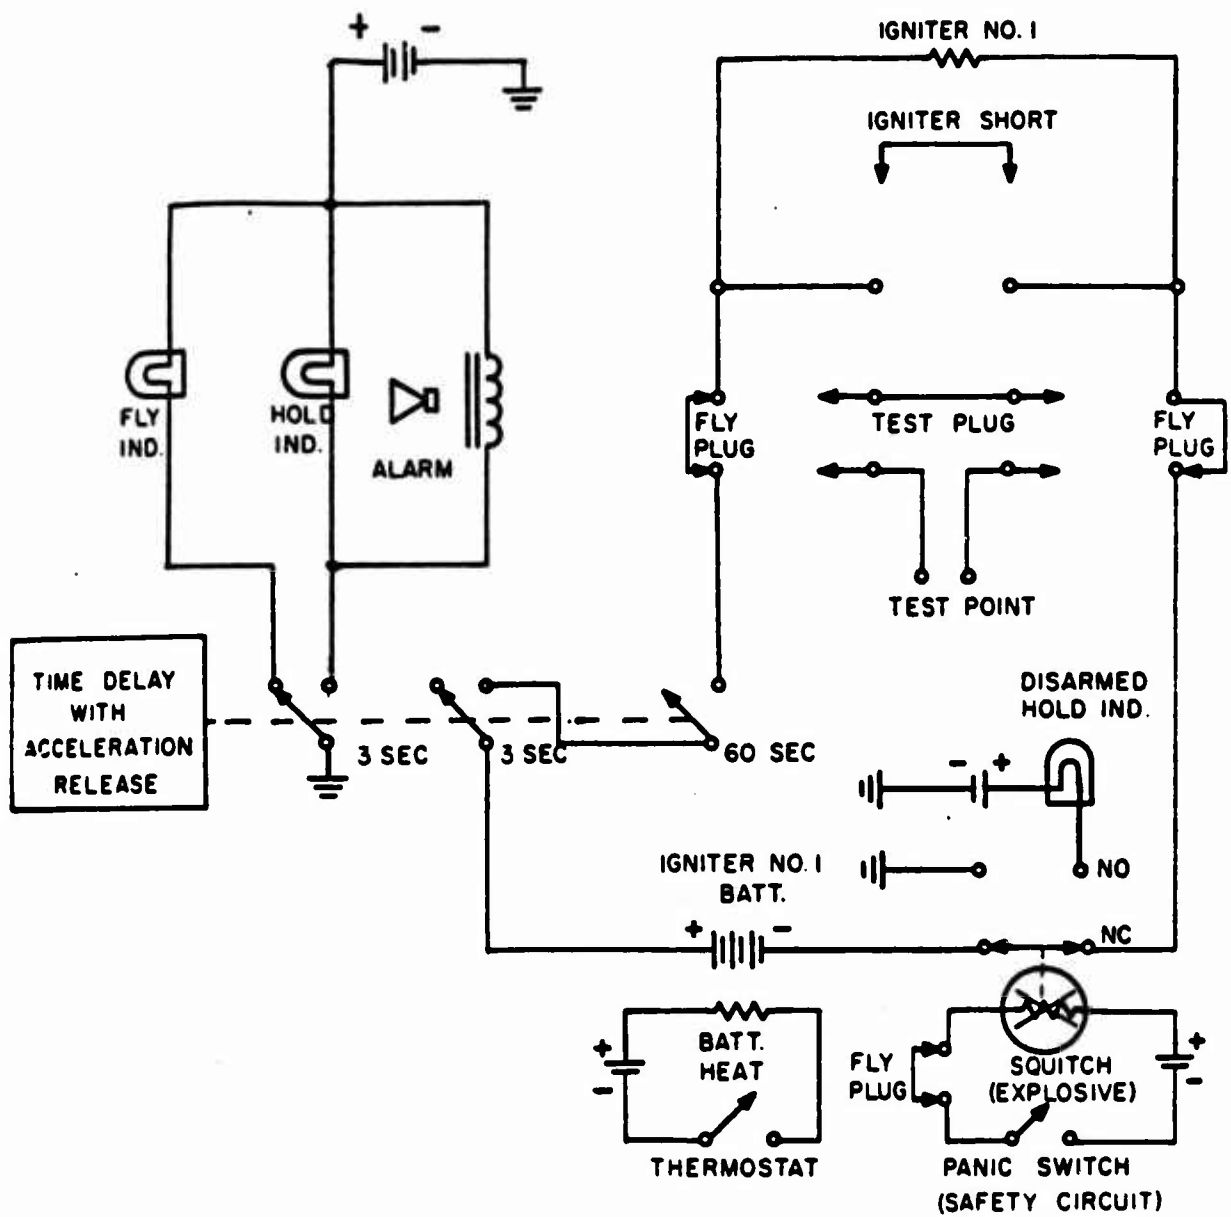 + -
IGNITER NO. 1
IGNITER SHORT
FLY
IND.
HOLD
IND.
ALARM
FLY
PLUG
TEST PLUG
FLY
PLUG
TEST POINT
TIME DELAY
WITH
ACCELERATION
RELEASE
3 SEC
3 SEC
60 SEC
DISARMED
HOLD IND.
- +
NO
IGNITER NO. 1
BATT.
+ -
NC
+
-
BATT.
HEAT
THERMOSTAT
FLY
PLUG
SQUITCH
(EXPLOSIVE)
+
-
PANIC SWITCH
(SAFETY CIRCUIT)